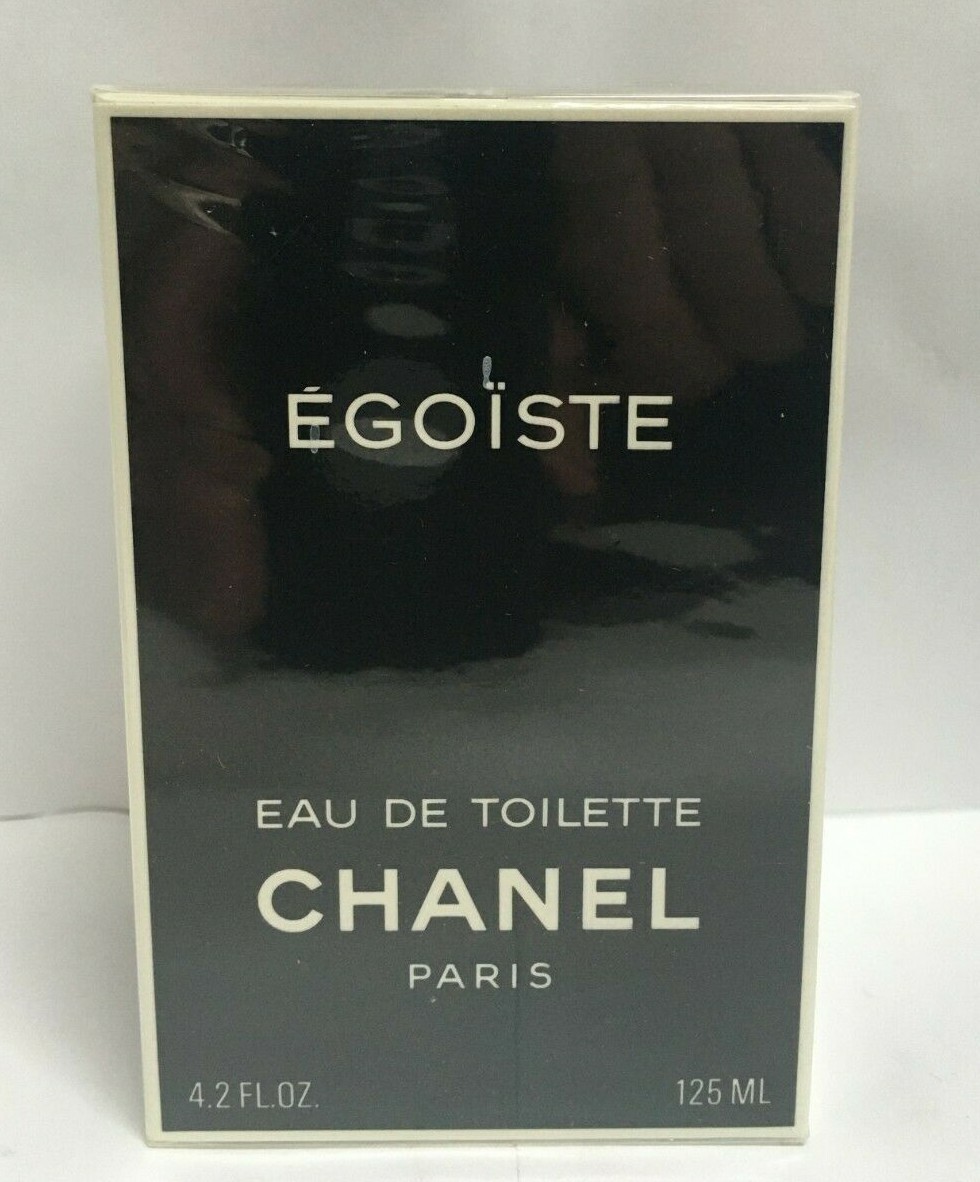 ÉGOÏSTE
EAU DE TOILETTE
CHANEL
PARIS
4.2 FL.OZ. 125 ML